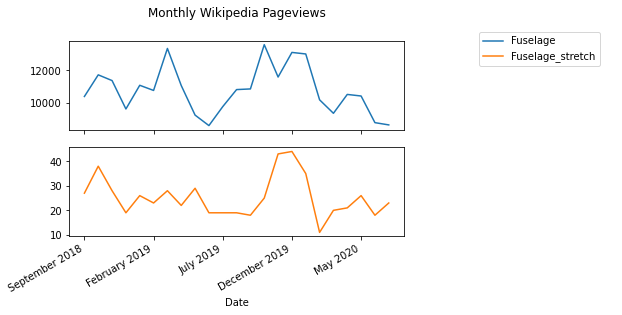 Monthly Wikipedia Pageviews
Fuselage
Fuselage_stretch
12000
10000
40
30
20
10
September 2018
February 2019
July 2019
December 2019
May 2020
Date